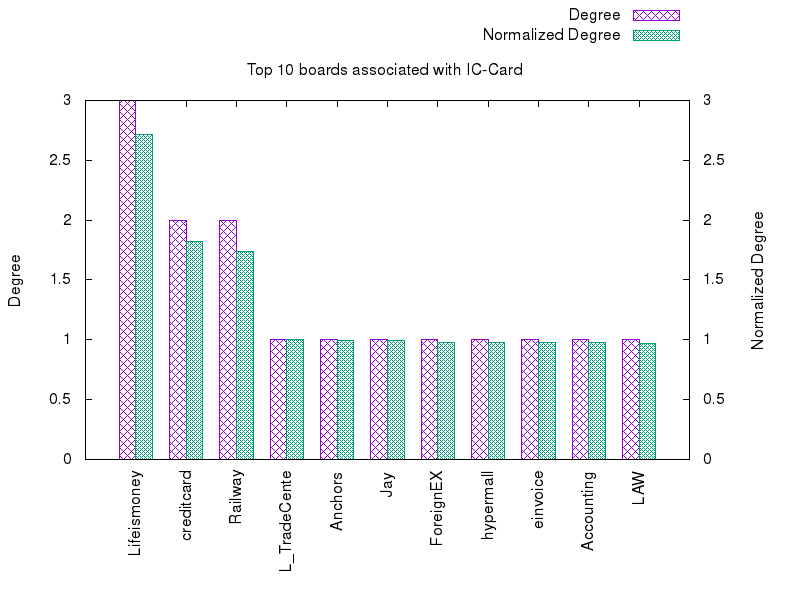 Degree
Normalized Degree
Top 10 boards associated with IC-Card
3
2.5
2
1.5
1
0.5
0
3
2.5
2
1.5
1
0.5
0
Degree
Normalized Degree
Lifeismoney
creditcard
Railway
L_TradeCente
Anchors
Jay
ForeignEX
hypermall
einvoice
Accounting
LAW